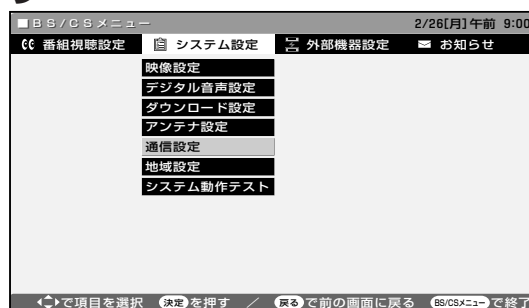 ■BS/CSメニュー 2/26[月]午前 9:00
番組視聴設定 システム設定 外部機器設定 お知らせ
映像設定
デジタル音声設定
ダウンロード設定
アンテナ設定
通信設定
地域設定
システム動作テスト
で項目を選択 決定を押す / 戻るで前の画面に戻る BS/CSメニューで終了